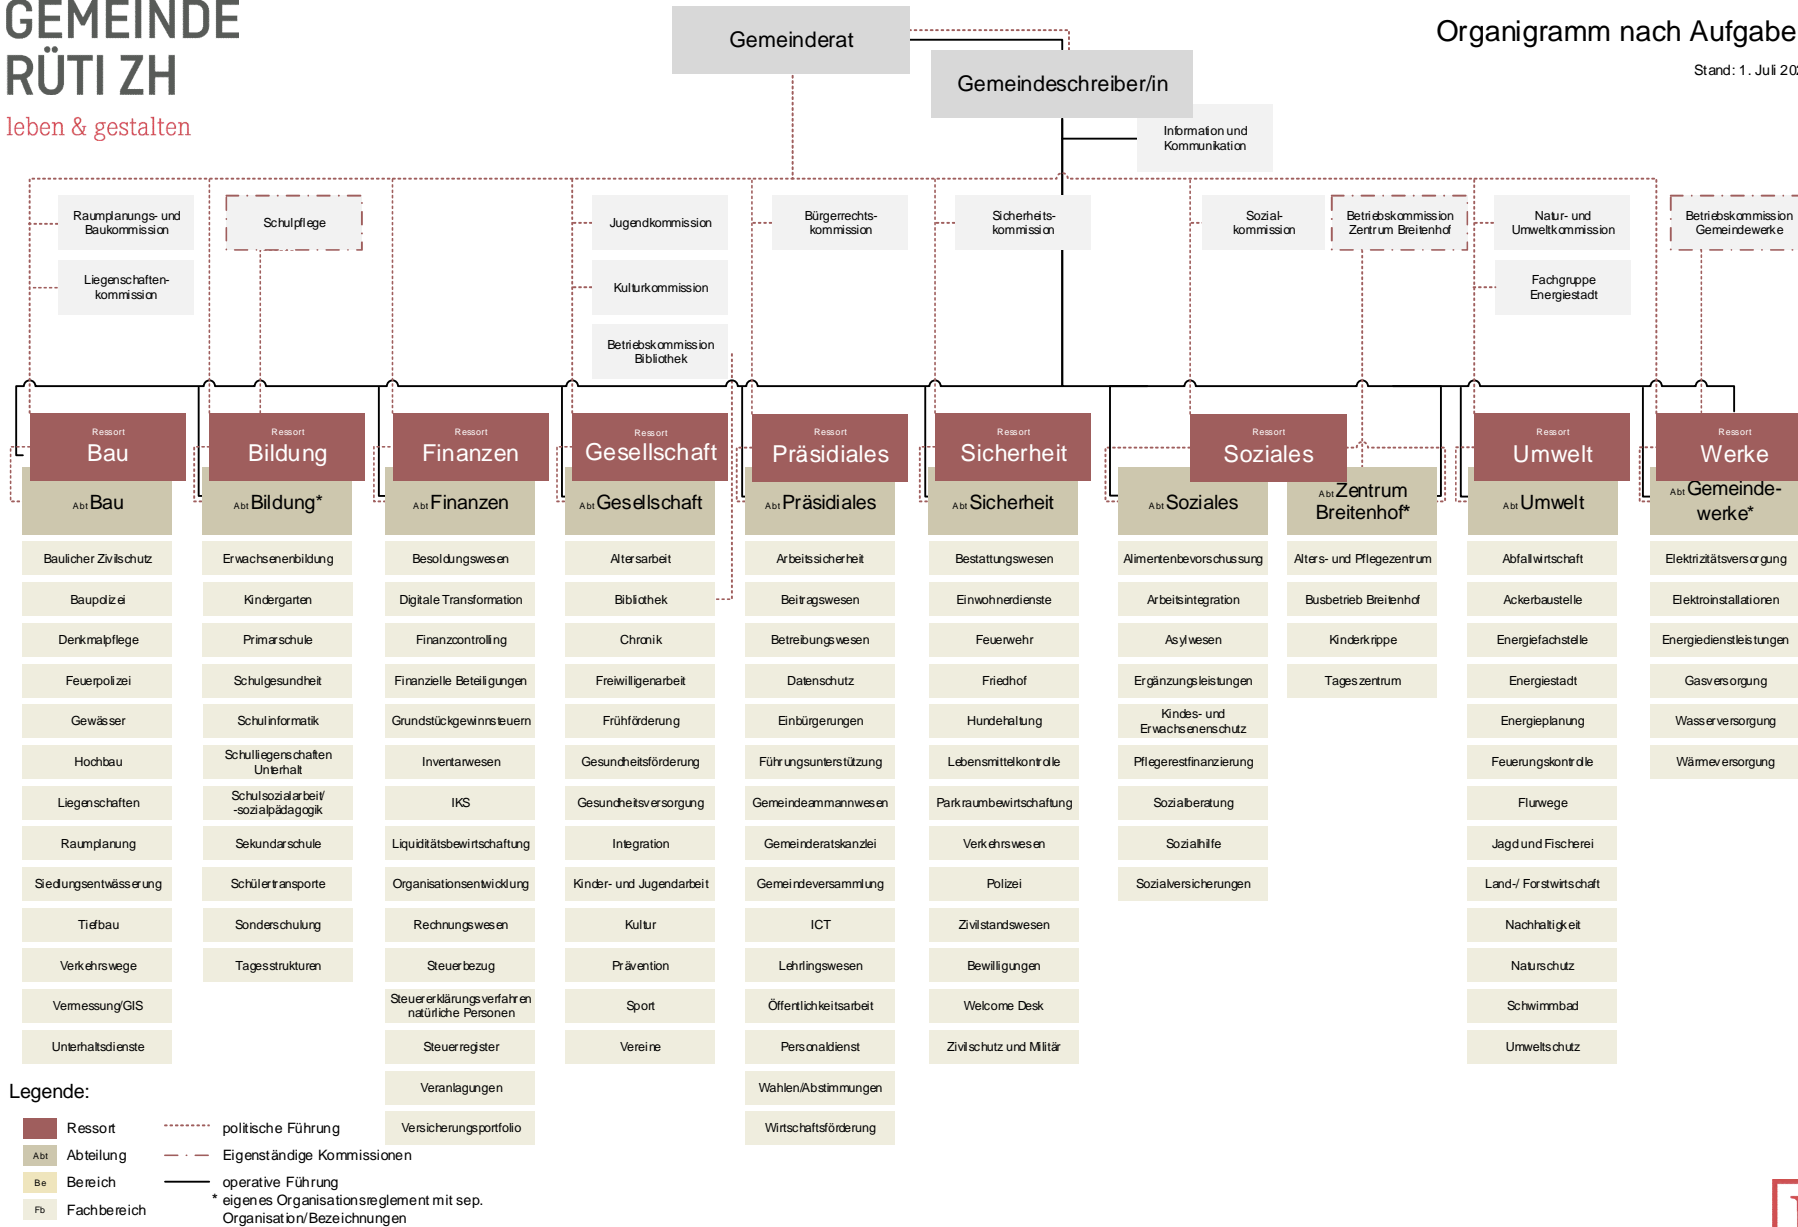 GEMEINDE
RÜTI ZH
leben & gestalten
Organigramm nach Aufgabe
Stand: 1. Juli
Gemeinderat
Gemeindeschreiber/in
Information und
Kommunikation
Raumplanungs- und
Baukommission
Liegenschaften-
kommission
Schulpflege
Jugendkommission
Kulturkommission
Betriebskommission
Bibliothek
Bürgerrechts-
kommission
Sicherheits-
kommission
Sozial-
kommission
Betriebskommission
Zentrum Breitenhof
Natur- und
Umweltkommission
Fachgruppe
Energiestadt
Betriebskommission
Gemeindewerke
Ressort
Bau
Abt Bau
Baulicher Zivilschutz
Baupolizei
Denkmalpflege
Feuerpolizei
Gewässer
Hochbau
Liegenschaften
Raumplanung
Siedlungsentwässerung
Tiefbau
Verkehrswege
Vermessung/GIS
Unterhaltsdienste
Ressort
Bildung
Abt Bildung*
Erwachsenenbildung
Kindergarten
Primarschule
Schulgesundheit
Schulinformatik
Schulliegenschaften
Unterhalt
Schulsozialarbeit/
-sozialpädagogik
Sekundarschule
Schülertransporte
Sonderschulung
Tagesstrukturen
Ressort
Finanzen
Abt Finanzen
Besoldungswesen
Digitale Transformation
Finanzcontrolling
Finanzielle Beteiligungen
Grundstückgewinnsteuern
Inventarwesen
IKS
Liquiditätsbewirtschaftung
Organisationsentwicklung
Rechnungswesen
Steuerbezug
Steuererklärungsverfahren
natürliche Personen
Steuerregister
Veranlagungen
Versicherungsportfolio
Ressort
Gesellschaft
Abt Gesellschaft
Altersarbeit
Bibliothek
Chronik
Freiwilligenarbeit
Frühförderung
Gesundheitsförderung
Gesundheitsversorgung
Integration
Kinder- und Jugendarbeit
Kultur
Prävention
Sport
Vereine
Ressort
Präsidiales
Abt Präsidiales
Arbeitssicherheit
Beitragswesen
Betreibungswesen
Datenschutz
Einbürgerungen
Führungsunterstützung
Gemeindeammannwesen
Gemeinderatskanzlei
Gemeindeversammlung
ICT
Lehrlingswesen
Öffentlichkeitsarbeit
Personaldienst
Wahlen/Abstimmungen
Wirtschaftsförderung
Ressort
Sicherheit
Abt Sicherheit
Bestattungswesen
Einwohnerdienste
Feuerwehr
Friedhof
Hundehaltung
Lebensmittelkontrolle
Parkraumbewirtschaftung
Verkehrswesen
Polizei
Zivilstandswesen
Bewilligungen
Welcome Desk
Zivilschutz und Militär
Ressort
Soziales
Abt Soziales
Alimentenbevorschussung
Arbeitsintegration
Asylwesen
Ergänzungsleistungen
Kindes- und
Erwachsenenschutz
Pflegerestfinanzierung
Sozialberatung
Sozialhilfe
Sozialversicherungen
Abt Zentrum
Breitenhof*
Alters- und Pflegezentrum
Busbetrieb Breitenhof
Kinderkrippe
Tageszentrum
Ressort
Umwelt
Abt Umwelt
Abfallwirtschaft
Ackerbaustelle
Energiefachstelle
Energiestadt
Energieplanung
Feuerungskontrolle
Flurwege
Jagd und Fischerei
Land-/ Forstwirtschaft
Nachhaltigkeit
Naturschutz
Schwimmbad
Umweltschutz
Ressort
Werke
Abt Gemeinde-
werke*
Elektrizitätsversorgung
Elektroinstallationen
Energiedienstleistungen
Gasversorgung
Wasserversorgung
Wärmeversorgung
Legende:
Ressort
Abt Abteilung
Be Bereich
Fb Fachbereich
politische Führung
Eigenständige Kommissionen
operative Führung
* eigenes Organisationsreglement mit sep.
Organisation/Bezeichnungen